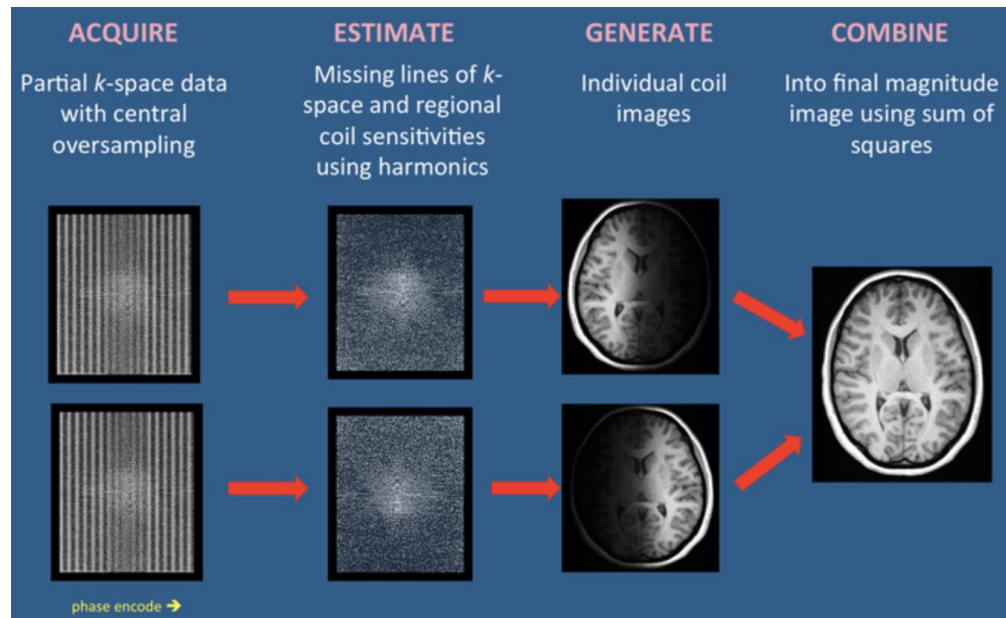 ACQUIRE
Partial k-space data
with central
oversampling
ESTIMATE
Missing lines of k-
space and regional
coil sensitivities
using harmonics
GENERATE
Individual coil
images
COMBINE
Into final magnitude
image using sum of
squares
phase encode ➔